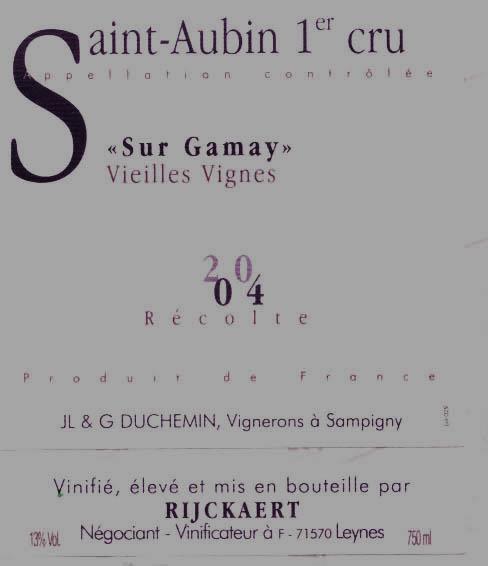 Saint-Aubin 1er cru
Appellation contrôlée
«Sur Gamay»
Vieilles Vignes
2004
Récolte
Produit de France
JL & G DUCHEMIN, Vignerons à Sampigny
Vinifié, élevé et mis en bouteille par
RIJCKAERT
13% Vol. Négociant - Vinificateur à F - 71570 Leynes 750 ml